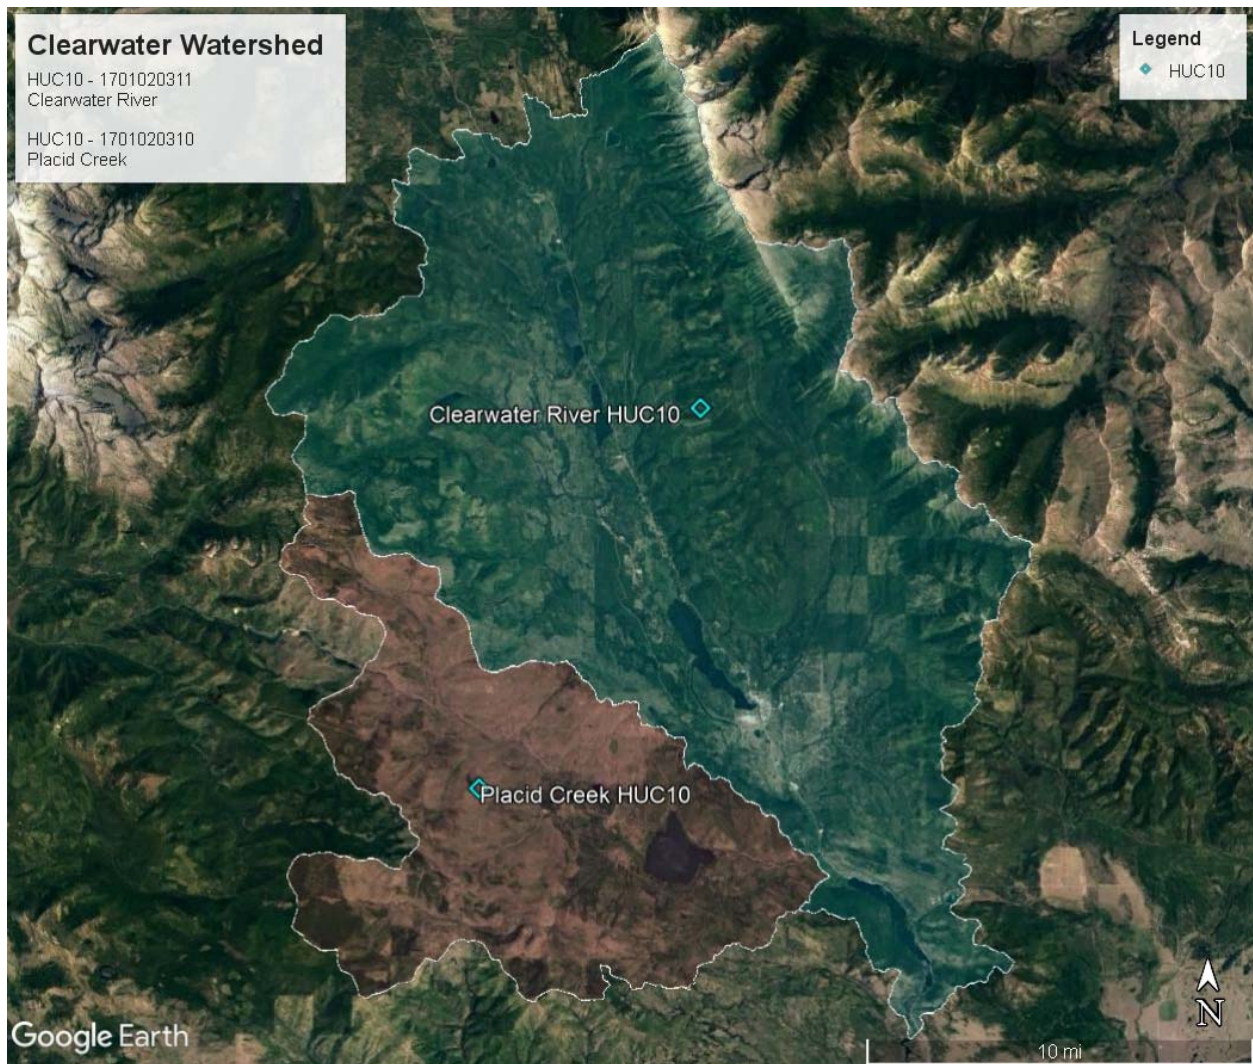 Clearwater Watershed
HUC10 - 1701020311
Clearwater River
HUC10 - 1701020310
Placid Creek
Legend
HUC10
Clearwater River HUC10
Placid Creek HUC10
Google Earth
N
10 mi